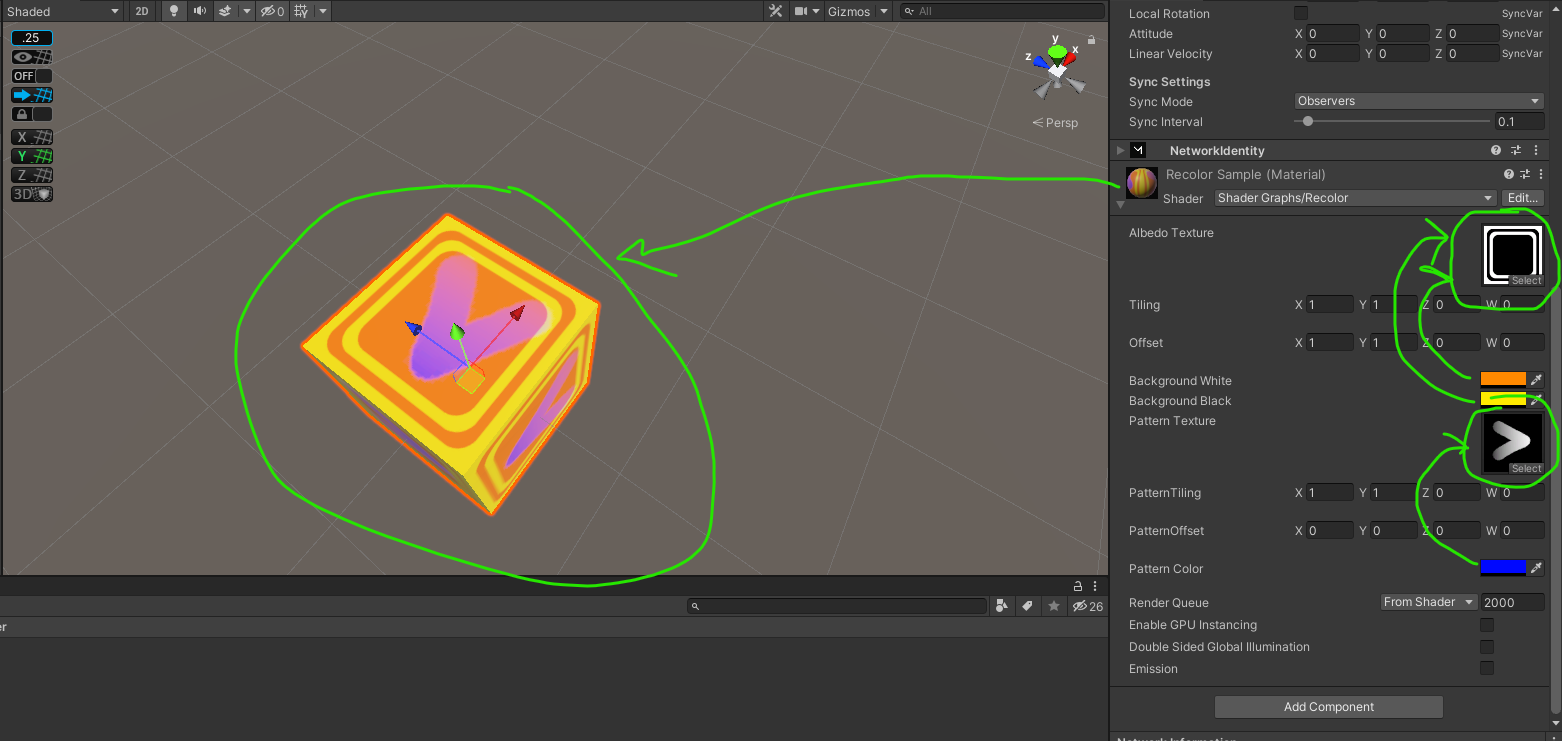 Shaded 2D 0 Gizmos All
.25
OFF
X
Y
Z
3D
y
x
z
Persp
26
er
Local Rotation SyncVar
Attitude X 0 Y 0 Z 0 SyncVar
Linear Velocity X 0 Y 0 Z 0 SyncVar
Sync Settings
Sync Mode Observers
Sync Interval 0.1
NetworkIdentity
Recolor Sample (Material)
Shader Shader Graphs/Recolor Edit...
Albedo Texture
Select
Tiling X 1 Y 1 Z 0 W 0
Offset X 1 Y 1 Z 0 W 0
Background White
Background Black
Pattern Texture
Select
PatternTiling X 1 Y 1 Z 0 W 0
PatternOffset X 0 Y 0 Z 0 W 0
Pattern Color
Render Queue From Shader 2000
Enable GPU Instancing
Double Sided Global Illumination
Emission
Add Component
Network Information